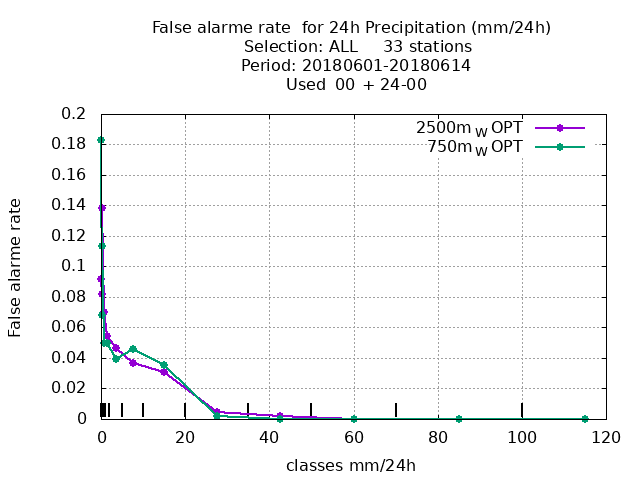 False alarme rate  for 24h Precipitation (mm/24h)
Selection: ALL     33 stations
Period: 20180601-20180614
Used  00  + 24-00
0.2
0.18
0.16
0.14
0.12
0.1
0.08
0.06
0.04
0.02
0
False alarme rate
2500m W OPT
750m W OPT
0 20 40 60 80 100 120
classes mm/24h